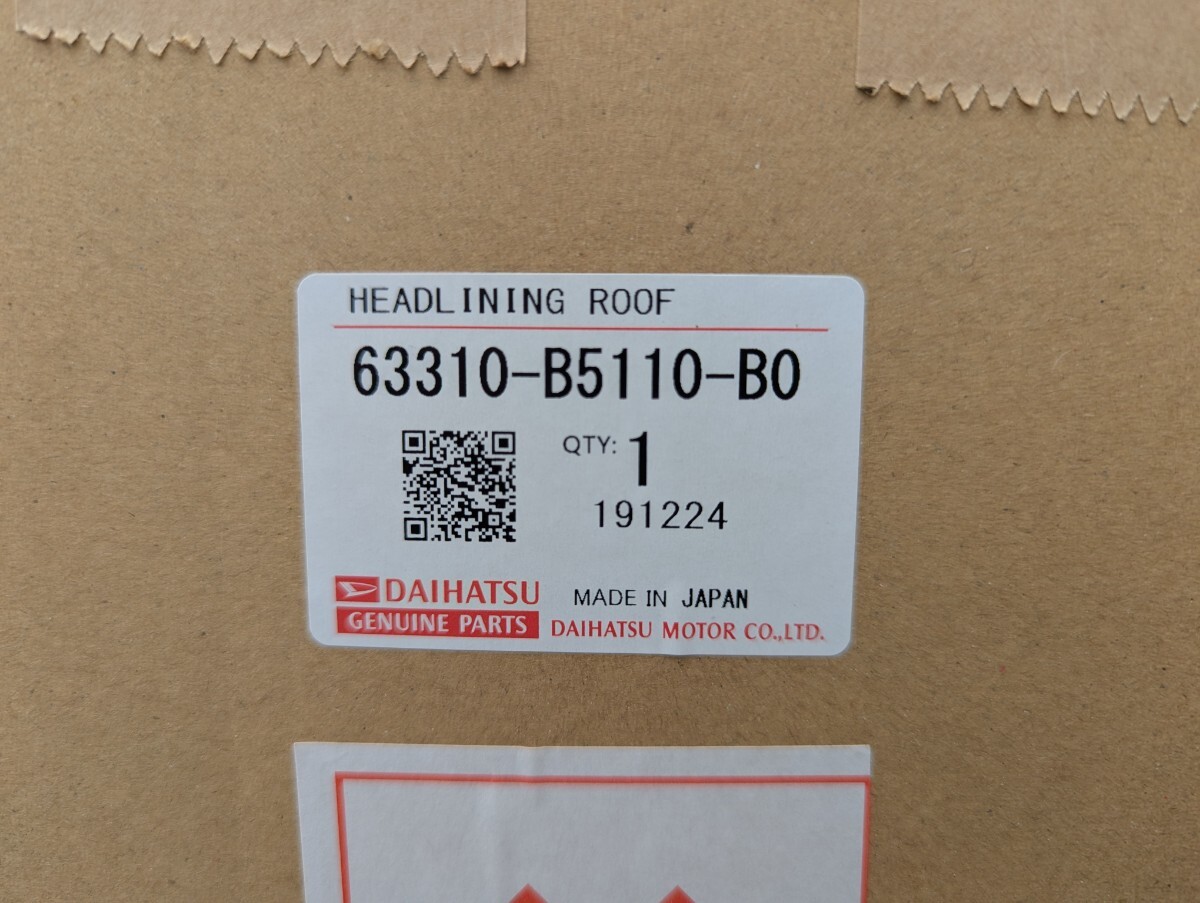 HEADLINING ROOF
63310-B5110-B0
QTY: 1
191224
DAIHATSU MADE IN JAPAN
GENUINE PARTS DAIHATSU MOTOR CO.,LTD.